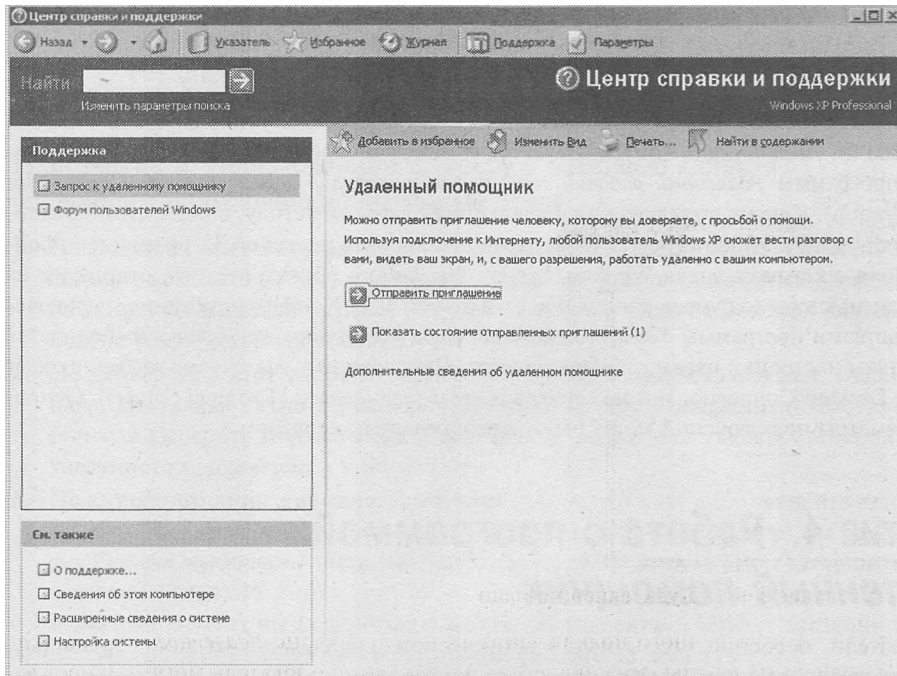 Центр справки и поддержки
Назад Указатель Избранное Журнал Поддержка Параметры
Найти
Изменить параметры поиска
Центр справки и поддержки
Windows XP Professional
Добавить в избранное Изменить Вид Печать... Найти в содержании
Поддержка
Запрос к удаленному помощнику
Форум пользователей Windows
Удаленный помощник
Можно отправить приглашение человеку, которому вы доверяете, с просьбой о помощи.
Используя подключение к Интернету, любой пользователь Windows XP сможет вести разговор с
вами, видеть ваш экран, и, с вашего разрешения, работать удаленно с вашим компьютером.
Отправить приглашение
Показать состояние отправленных приглашений (1)
Дополнительные сведения об удаленном помощнике
См. также
О поддержке...
Сведения об этом компьютере
Расширенные сведения о системе
Настройка системы